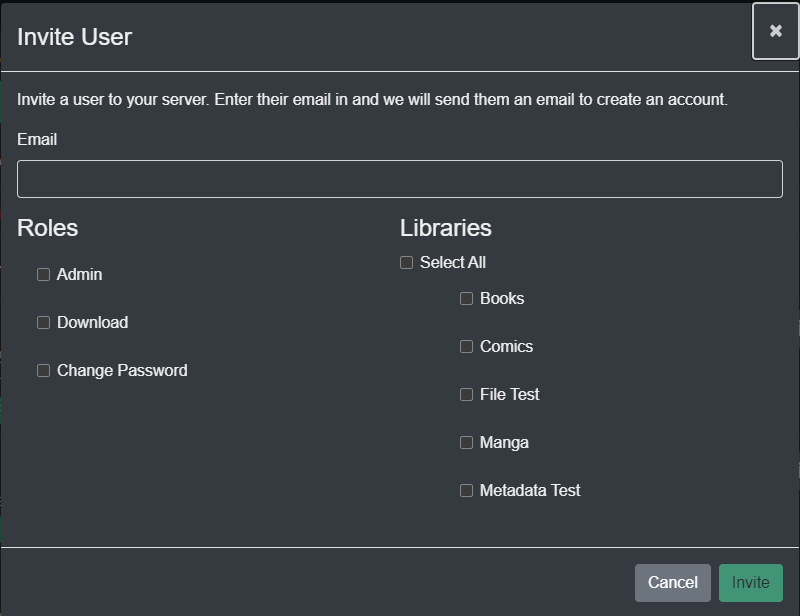 Invite User
Invite a user to your server. Enter their email in and we will send them an email to create an account.
Email
Roles
Admin
Download
Change Password
Libraries
Select All
Books
Comics
File Test
Manga
Metadata Test
Cancel
Invite